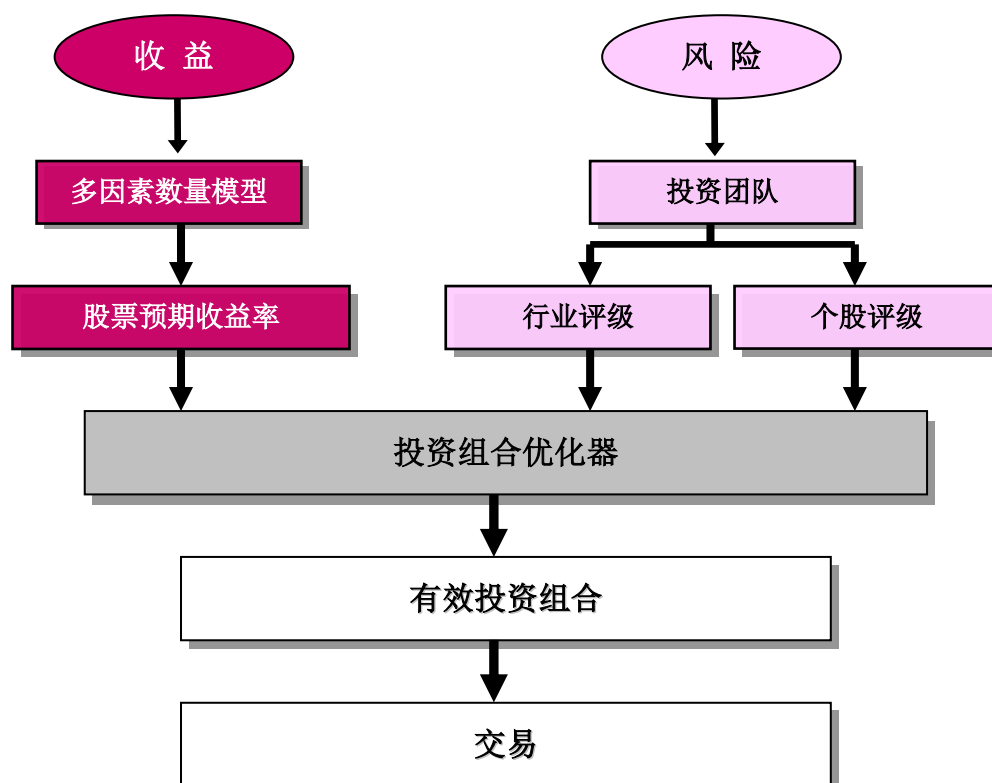 收 益
风 险
多因素数量模型
投资团队
股票预期收益率
行业评级
个股评级
投资组合优化器
有效投资组合
交易